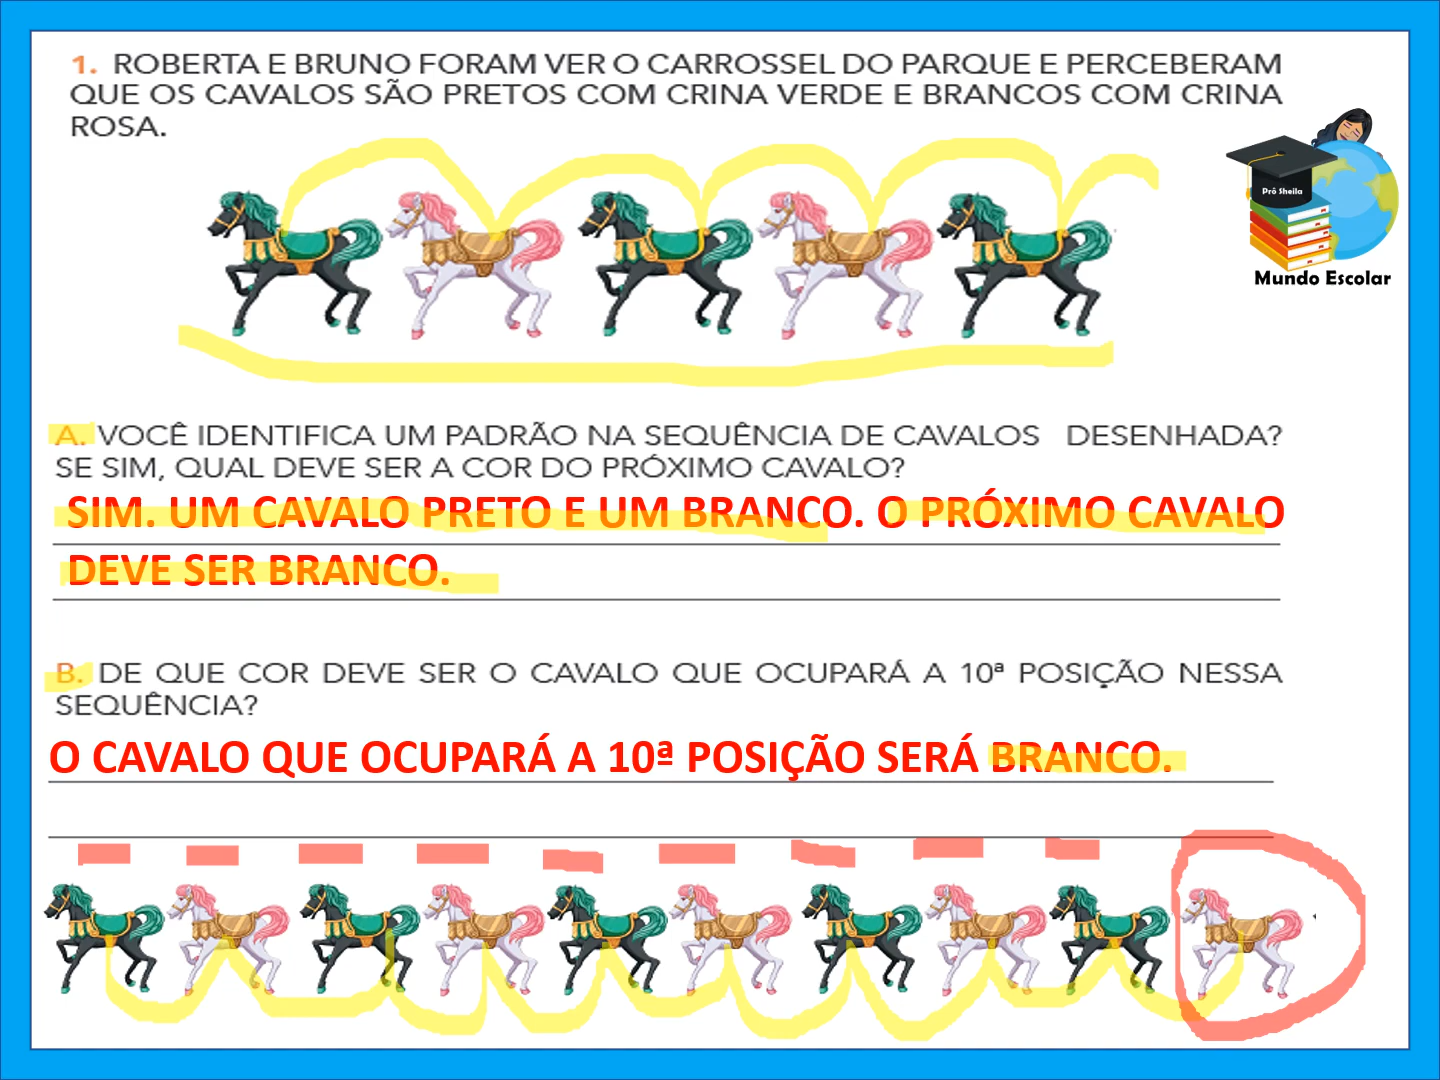 1. ROBERTA E BRUNO FORAM VER O CARROSSEL DO PARQUE E PERCEBERAM
QUE OS CAVALOS SÃO PRETOS COM CRINA VERDE E BRANCOS COM CRINA
ROSA.
Prô Sheila
Mundo Escolar
A. VOCÊ IDENTIFICA UM PADRÃO NA SEQUÊNCIA DE CAVALOS DESENHADA?
SE SIM, QUAL DEVE SER A COR DO PRÓXIMO CAVALO?
SIM. UM CAVALO PRETO E UM BRANCO. O PRÓXIMO CAVALO
DEVE SER BRANCO.
B. DE QUE COR DEVE SER O CAVALO QUE OCUPARÁ A 10ª POSIÇÃO NESSA
SEQUÊNCIA?
O CAVALO QUE OCUPARÁ A 10ª POSIÇÃO SERÁ BRANCO.